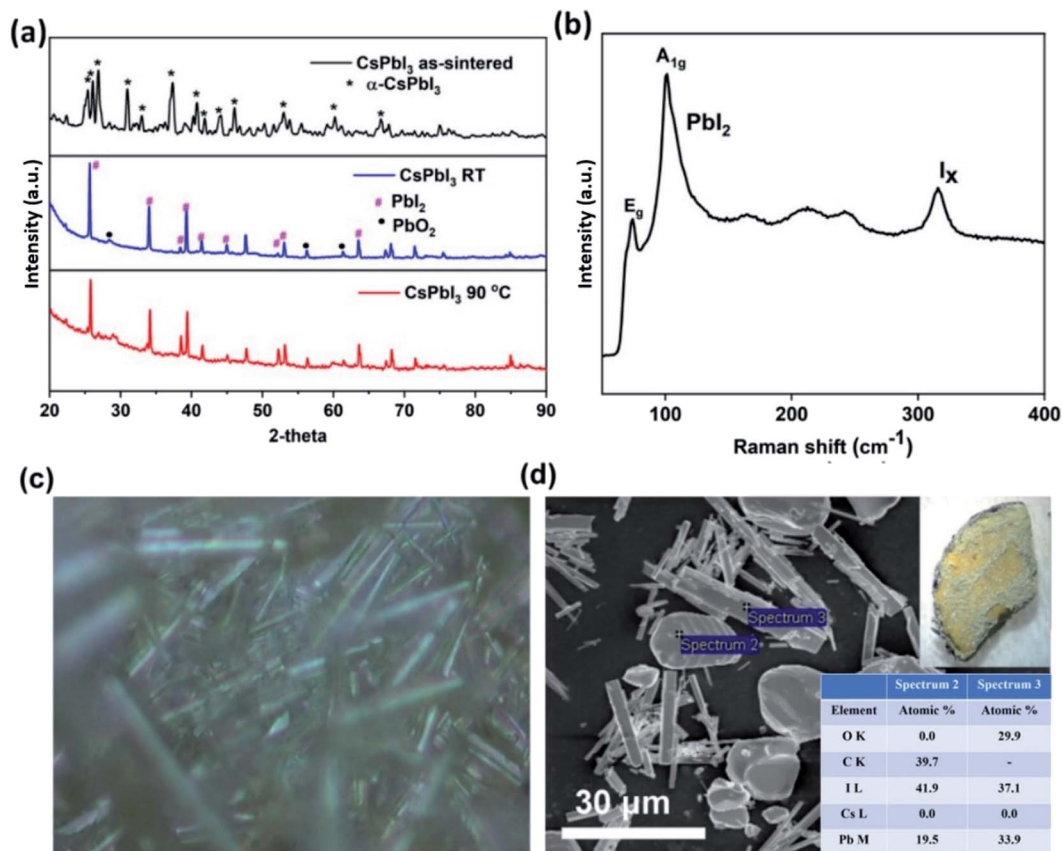 (a)
CsPbI₃ as-sintered
* α-CsPbI₃
CsPbI₃ RT
# PbI₂
• PbO₂
CsPbI₃ 90 °C
Intensity (a.u.)
20 30 40 50 60 70 80 90
2-theta
(b)
A₁g
PbI₂
Eg
Iₓ
Intensity (a.u.)
100 200 300 400
Raman shift (cm⁻¹)
(c)
(d)
Spectrum 3
Spectrum 2
30 µm
Spectrum 2 Spectrum 3
Element Atomic % Atomic %
O K 0.0 29.9
C K 39.7 -
I L 41.9 37.1
Cs L 0.0 0.0
Pb M 19.5 33.9